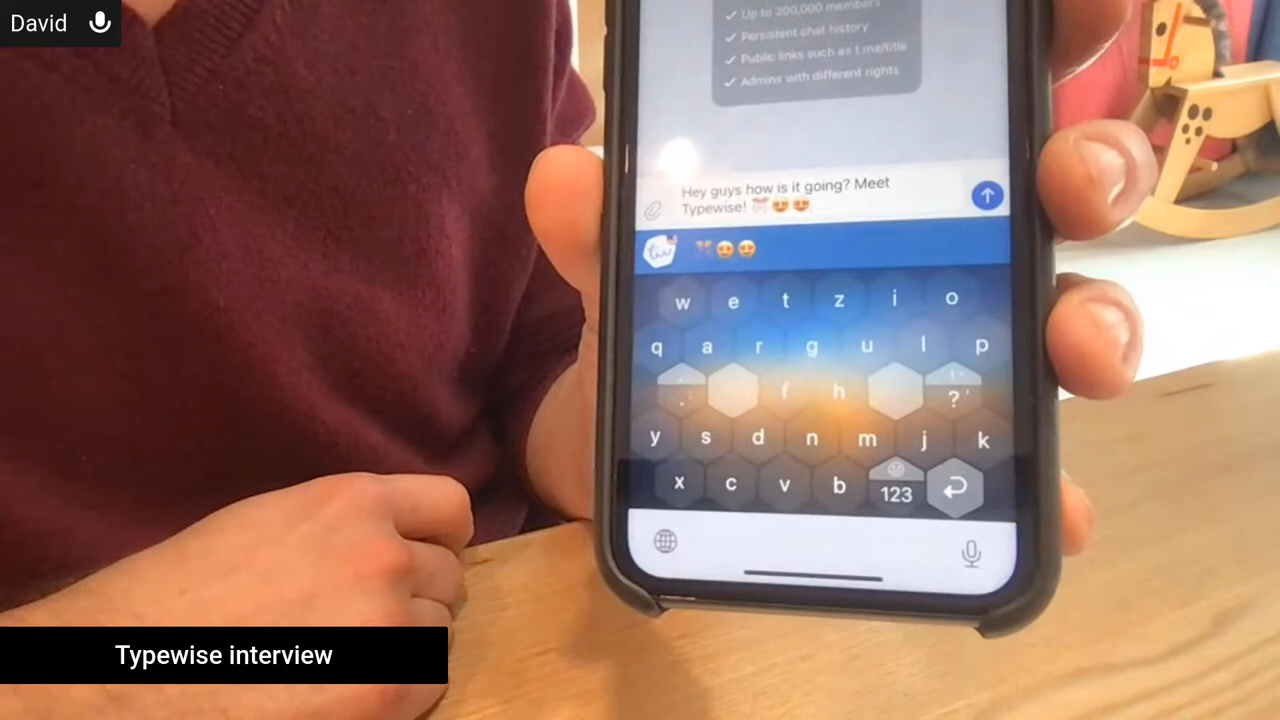 David
Up to 200,000 members
Persistent chat history
Public links such as t.me/title
Admins with different rights
Hey guys how is it going? Meet
Typewise! 🎊😍😍
tw 🎊😍😍
w e t z i o
q a r g u l p
f h ?
y s d n m j k
x c v b 123
Typewise interview